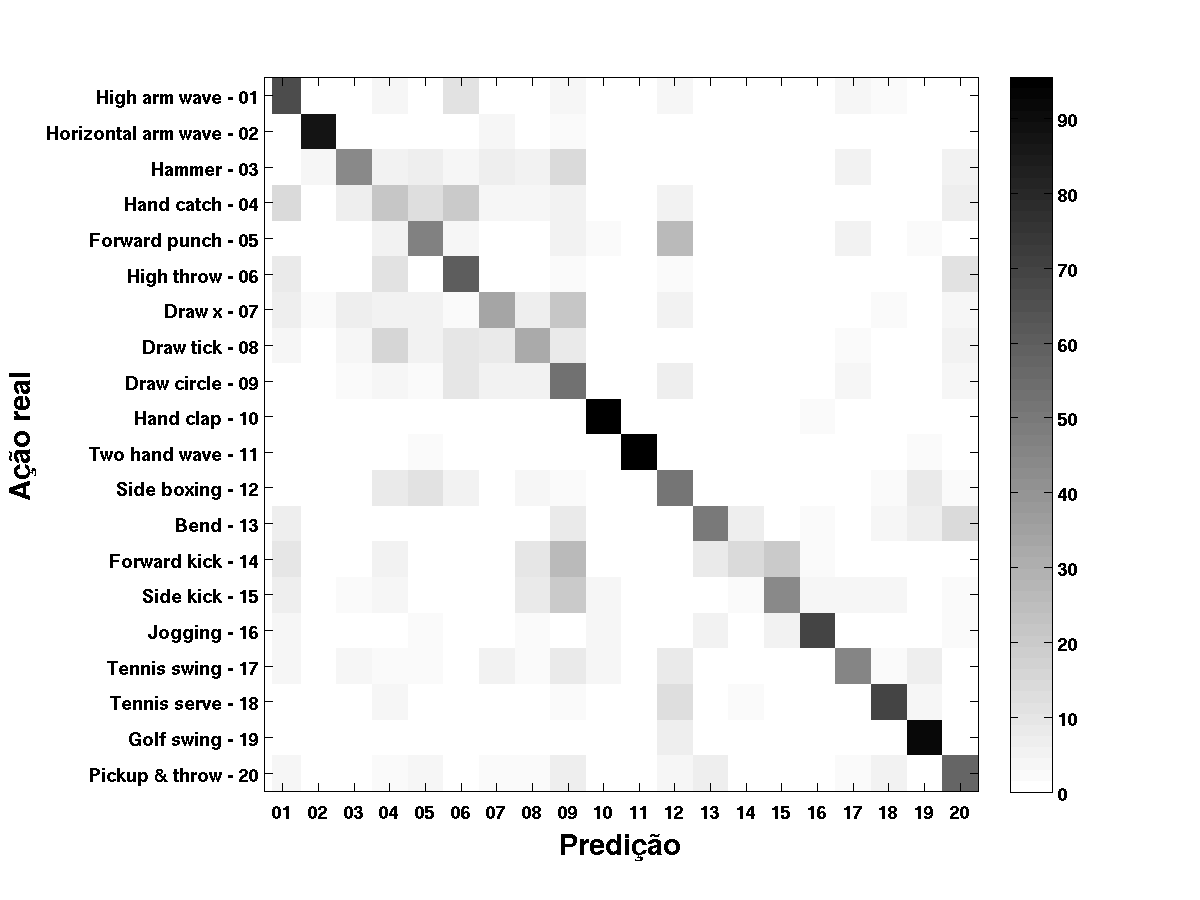 High arm wave - 01
Horizontal arm wave - 02
Hammer - 03
Hand catch - 04
Forward punch - 05
High throw - 06
Draw x - 07
Draw tick - 08
Draw circle - 09
Hand clap - 10
Two hand wave - 11
Side boxing - 12
Bend - 13
Forward kick - 14
Side kick - 15
Jogging - 16
Tennis swing - 17
Tennis serve - 18
Golf swing - 19
Pickup & throw - 20
Ação real
01 02 03 04 05 06 07 08 09 10 11 12 13 14 15 16 17 18 19 20
Predição
90
80
70
60
50
40
30
20
10
0